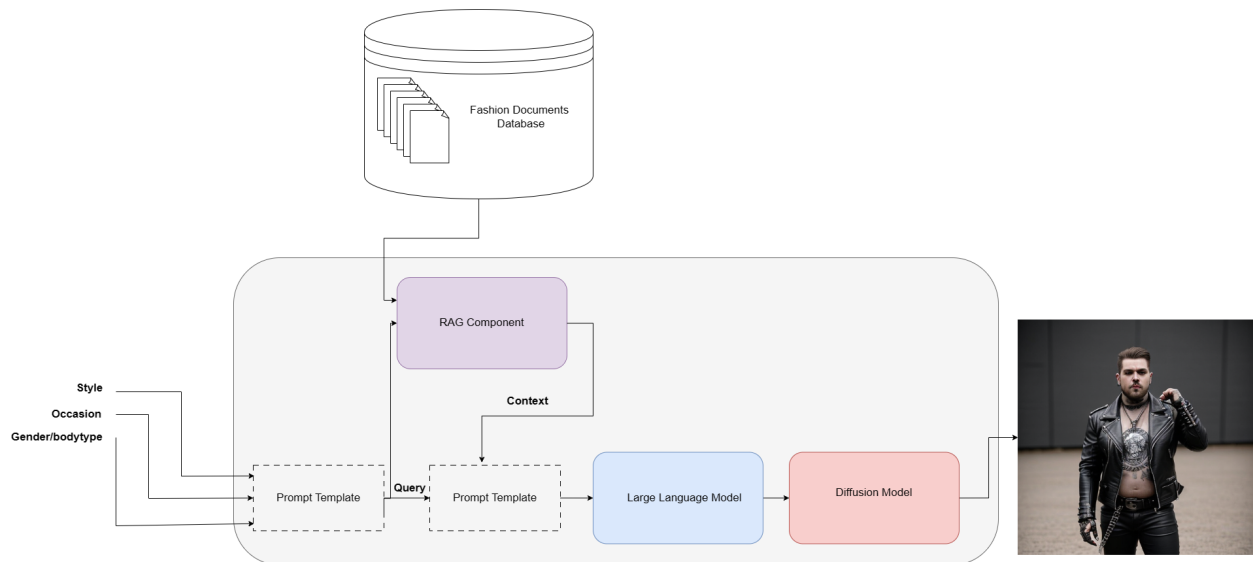 Fashion Documents
Database
RAG Component
Style
Context
Occasion
Gender/bodytype
Query
Prompt Template
Prompt Template
Large Language Model
Diffusion Model